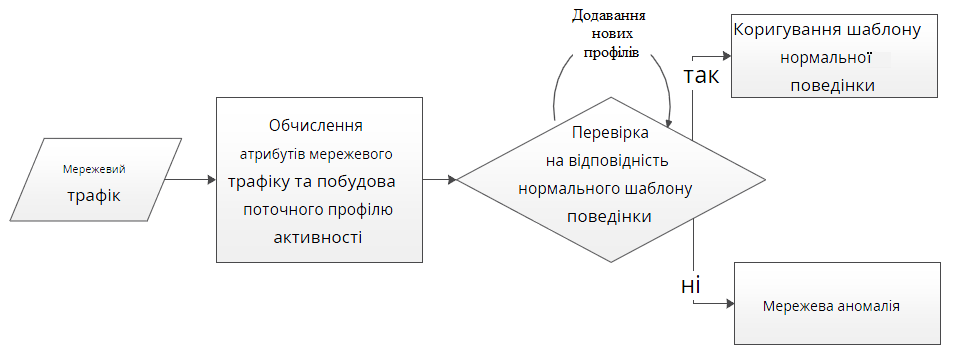 Мережевий
трафік
Обчислення
атрибутів мережевого
трафіку та побудова
поточного профілю
активності
Додавання
нових
профілів
Перевірка
на відповідність
нормального шаблону
поведінки
так
Коригування шаблону
нормальної
поведінки
ні
Мережева аномалія